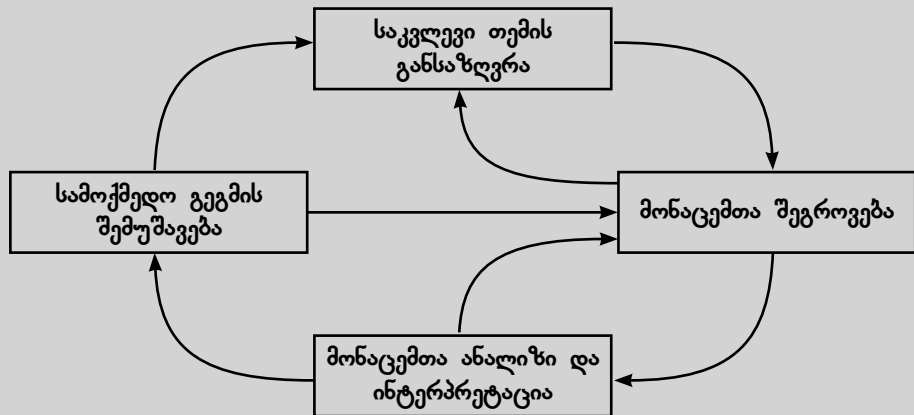 საკვლევი თემის
განსაზღვრა
სამოქმედო გეგმის
შემუშავება
მონაცემთა შეგროვება
მონაცემთა ანალიზი და
ინტერპრეტაცია